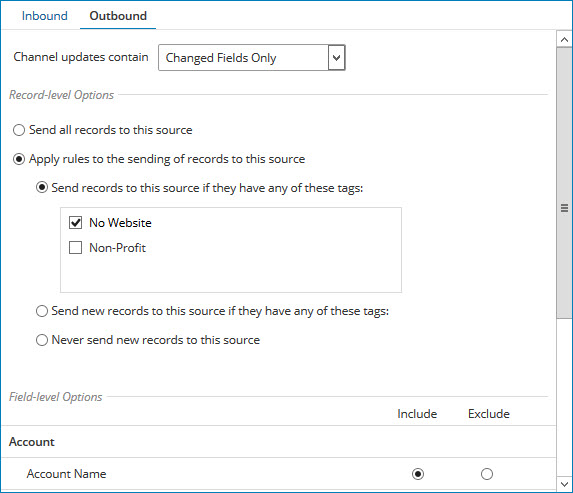 Inbound Outbound
Channel updates contain Changed Fields Only
Record-level Options
Send all records to this source
Apply rules to the sending of records to this source
Send records to this source if they have any of these tags:
No Website
Non-Profit
Send new records to this source if they have any of these tags:
Never send new records to this source
Field-level Options
Include Exclude
Account
Account Name